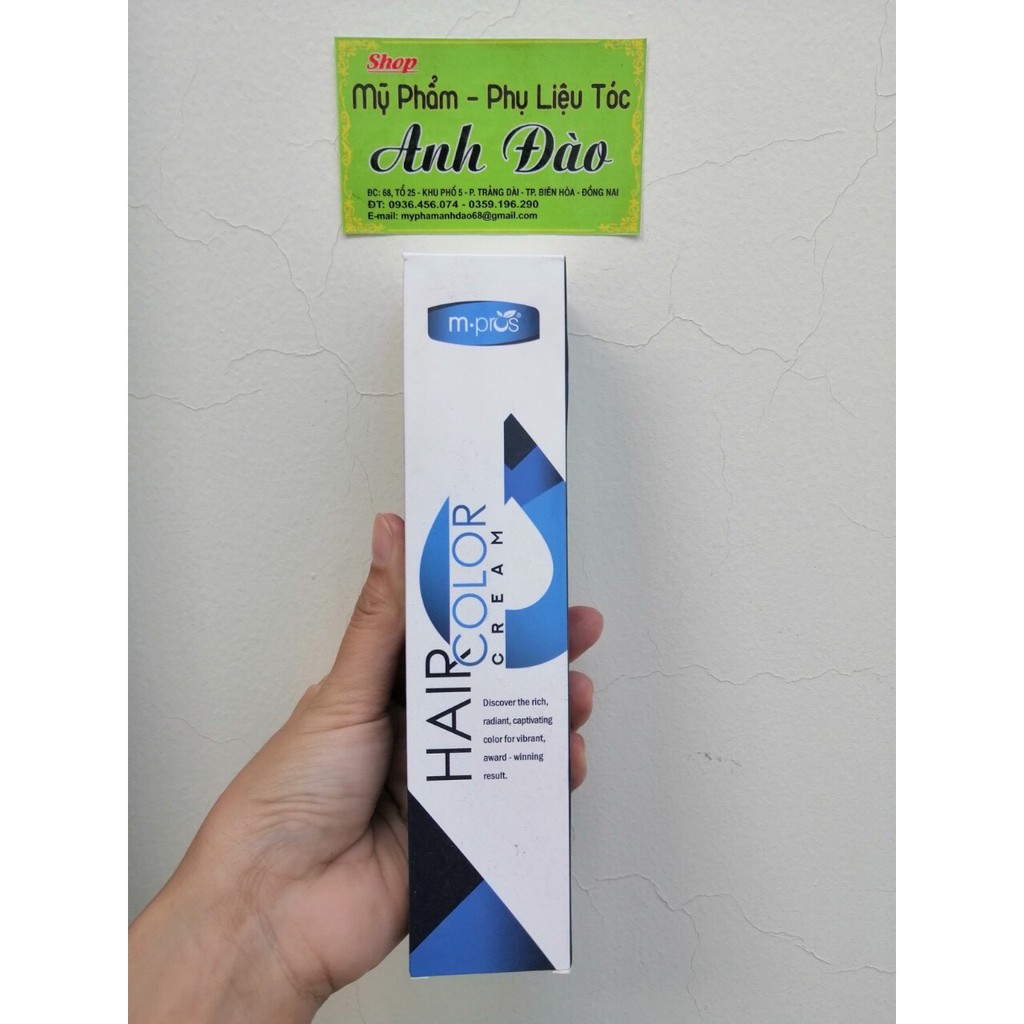 Shop
Mỹ Phẩm - Phụ Liệu Tóc
Anh Đào
ĐC: 68, TỔ 25 - KHU PHỐ 5 - P. TRẢNG DÀI - TP. BIÊN HÒA - ĐỒNG NAI
ĐT: 0936.456.074 - 0359.196.290
E-mail: myphamanhdao68@gmail.com
m·pros®
HAIR
COLOR
CREAM
Discover the rich,
radiant, captivating
color for vibrant,
award - winning
result.